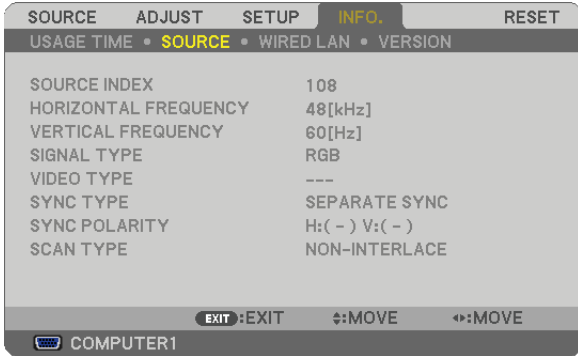 SOURCE ADJUST SETUP INFO. RESET
USAGE TIME • SOURCE • WIRED LAN • VERSION
SOURCE INDEX 108
HORIZONTAL FREQUENCY 48[kHz]
VERTICAL FREQUENCY 60[Hz]
SIGNAL TYPE RGB
VIDEO TYPE ---
SYNC TYPE SEPARATE SYNC
SYNC POLARITY H:( - ) V:( - )
SCAN TYPE NON-INTERLACE
EXIT :EXIT :MOVE :MOVE
COMPUTER1